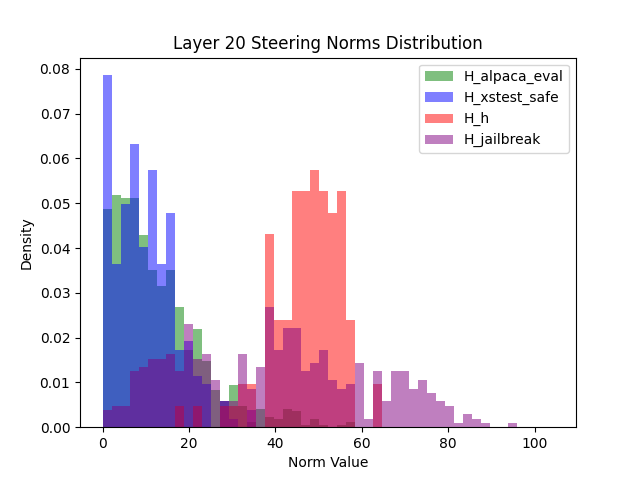 Layer 20 Steering Norms Distribution
H_alpaca_eval
H_xstest_safe
H_h
H_jailbreak
Density
0.08
0.07
0.06
0.05
0.04
0.03
0.02
0.01
0.00
0 20 40 60 80 100
Norm Value